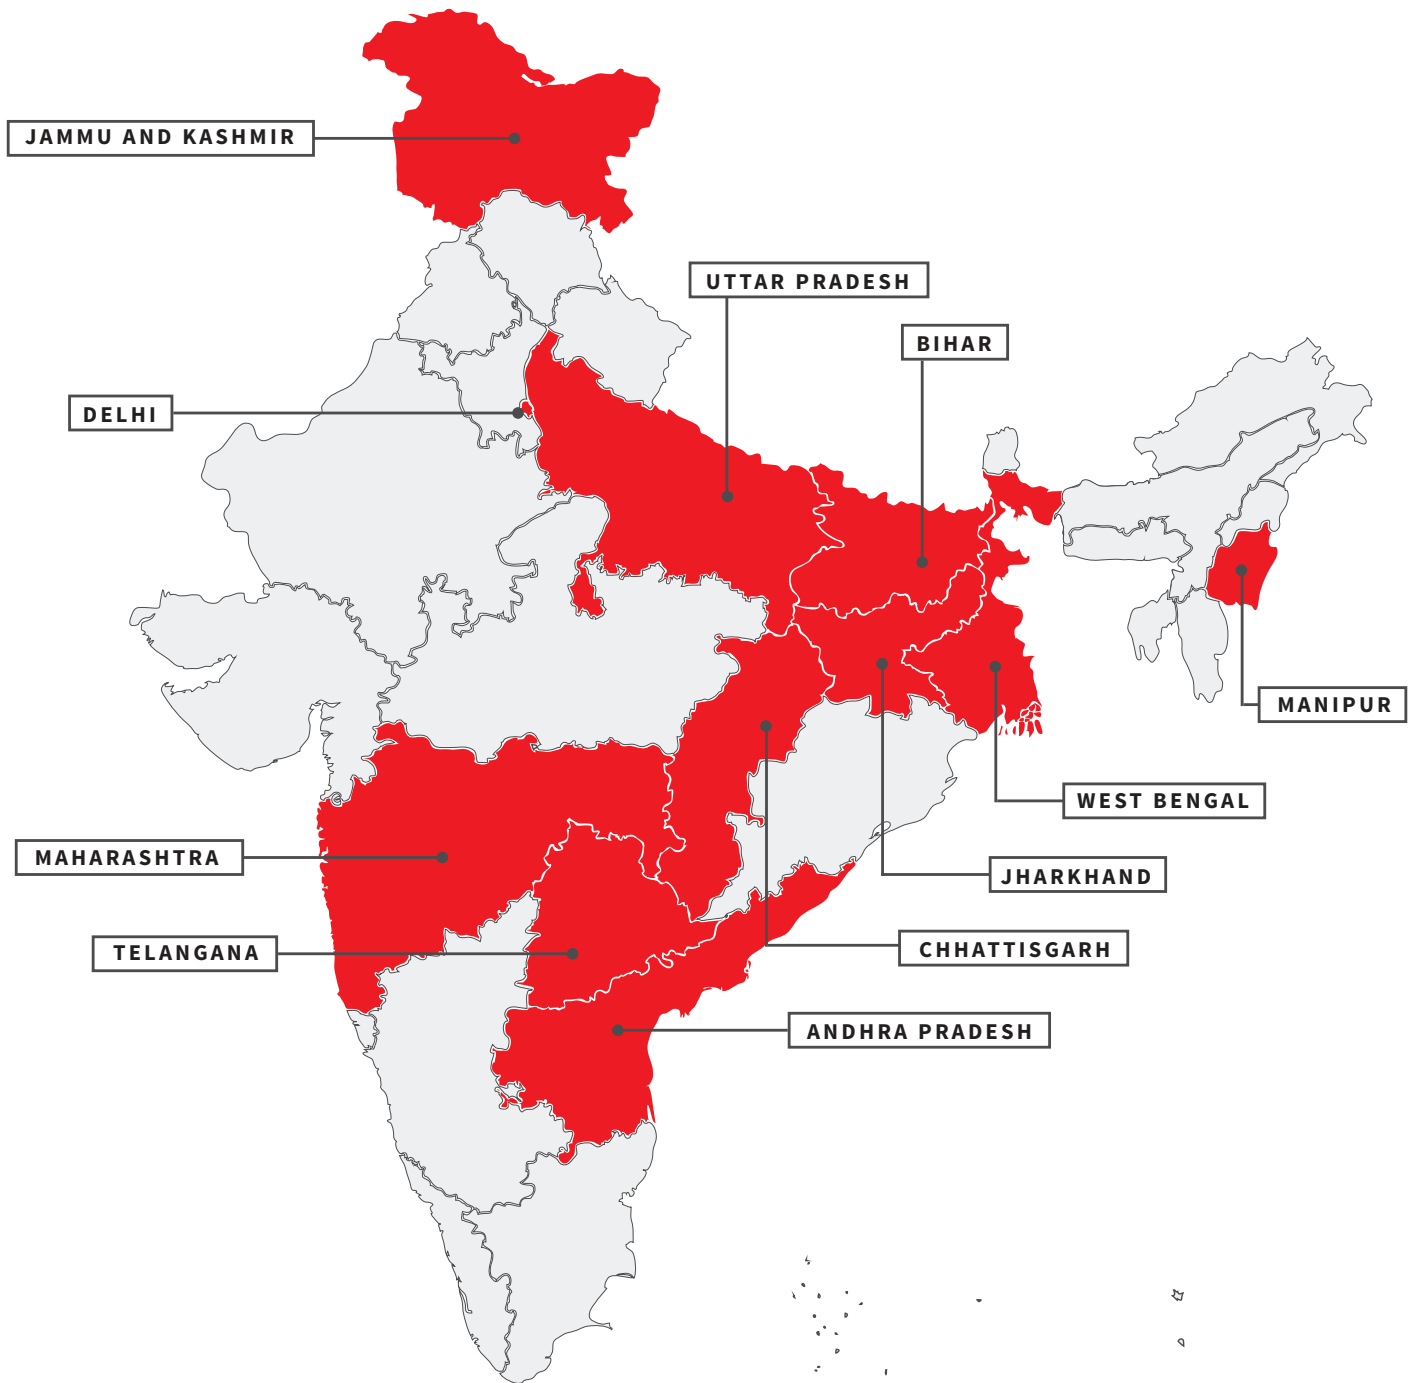 JAMMU AND KASHMIR
UTTAR PRADESH
BIHAR
DELHI
MANIPUR
WEST BENGAL
MAHARASHTRA
JHARKHAND
TELANGANA
CHHATTISGARH
ANDHRA PRADESH